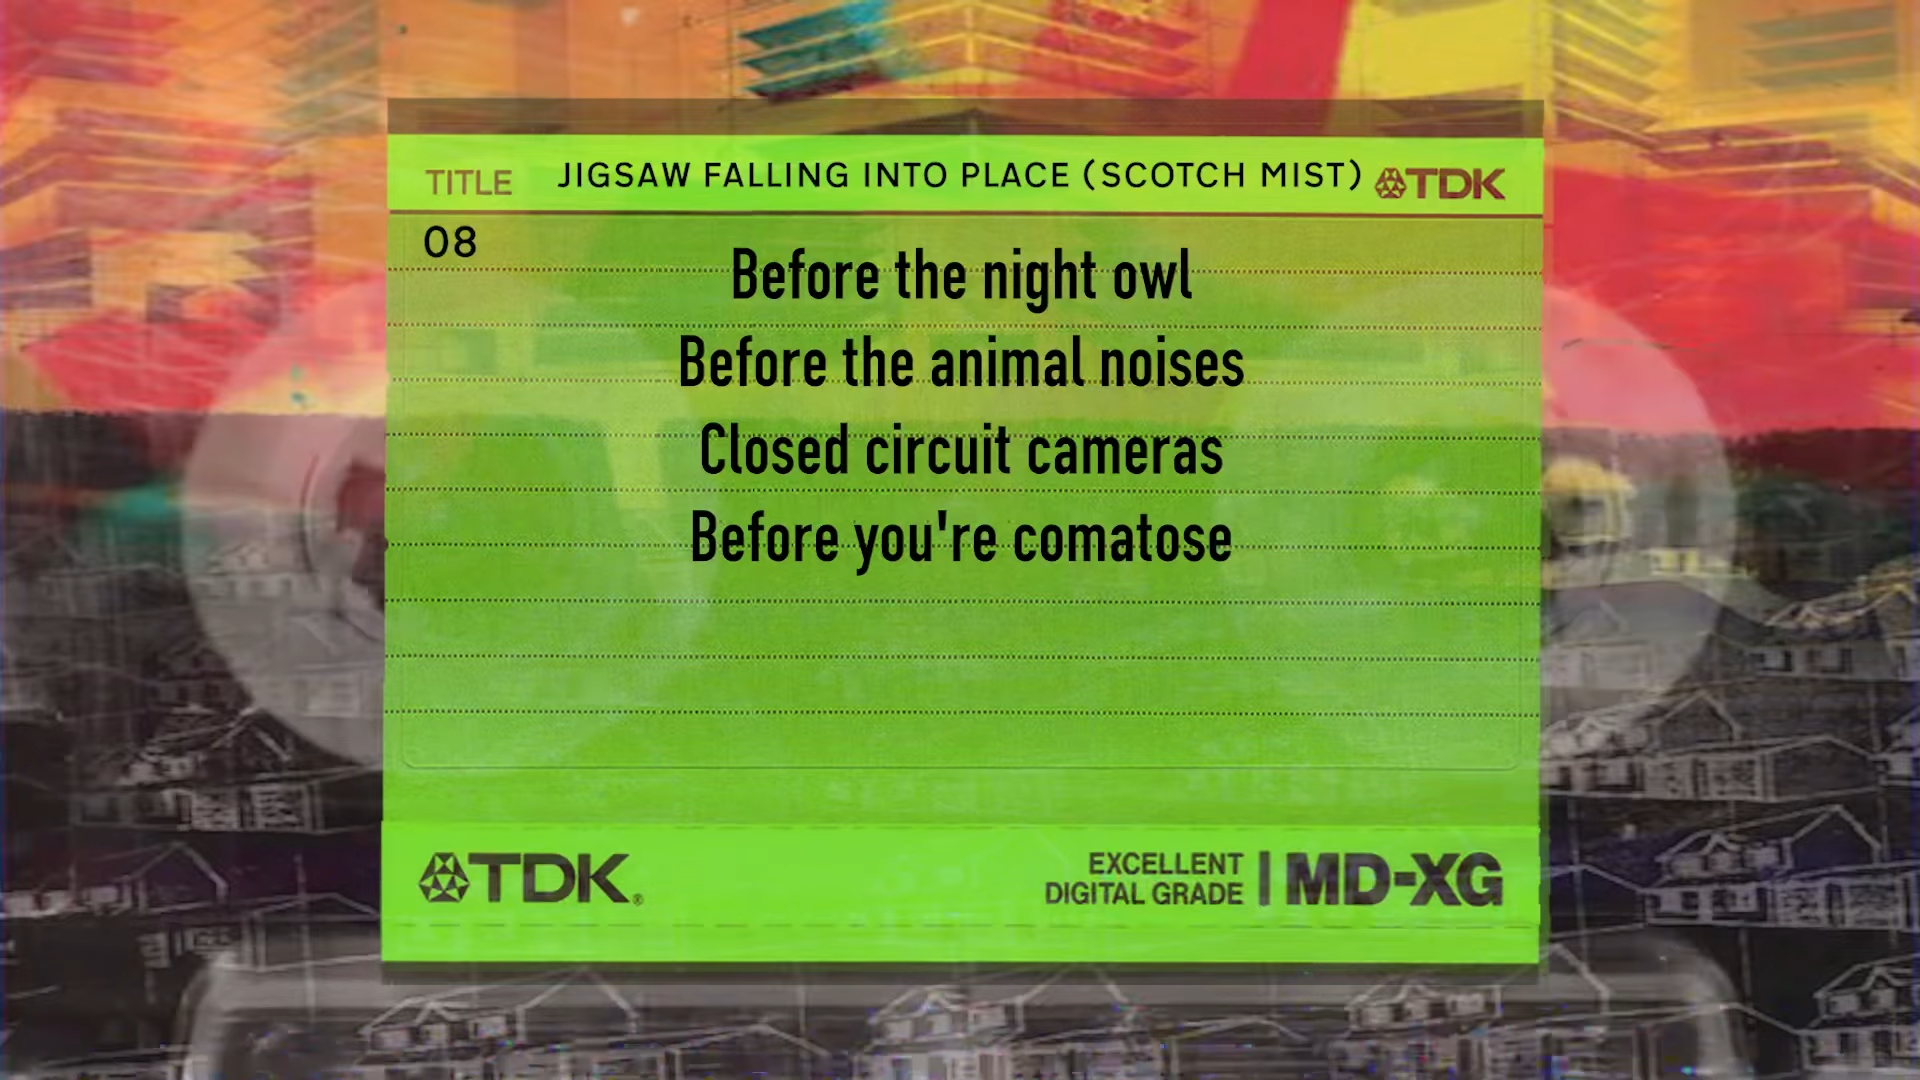 TITLE JIGSAW FALLING INTO PLACE (SCOTCH MIST) TDK
08
Before the night owl
Before the animal noises
Closed circuit cameras
Before you're comatose
TDK®
EXCELLENT DIGITAL GRADE | MD-XG